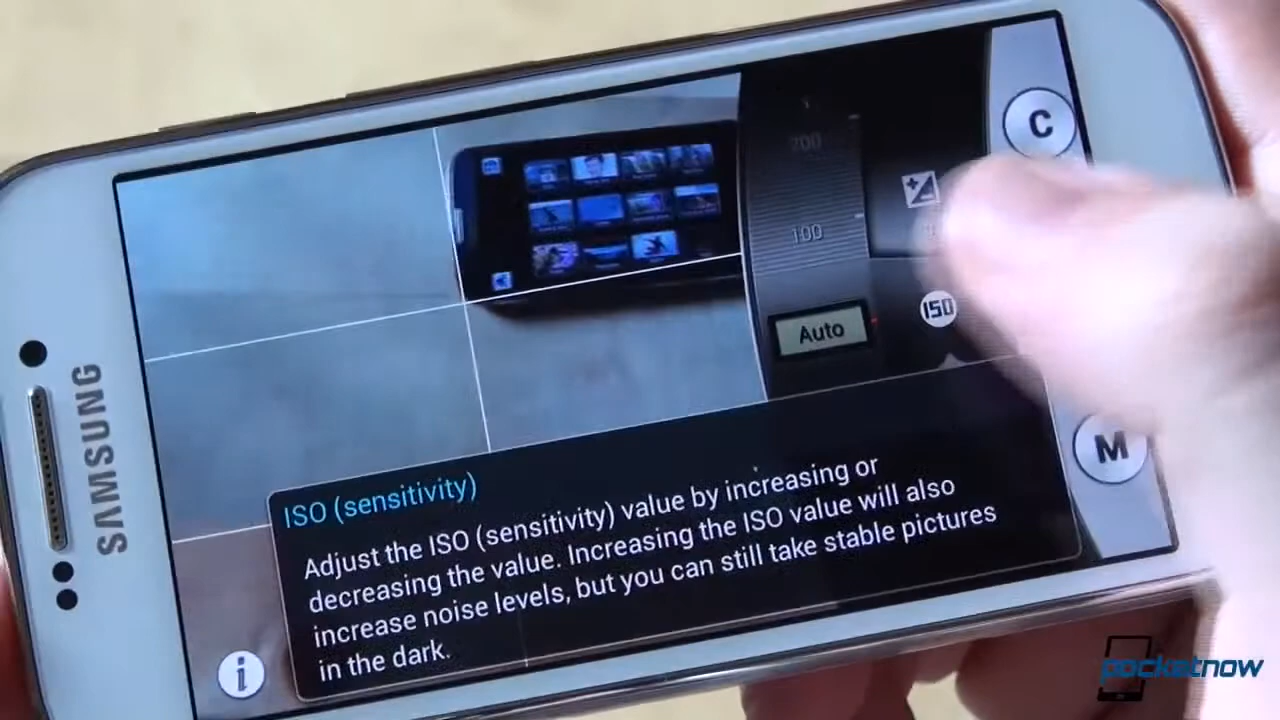 C
200
100
ISO
Auto
M
SAMSUNG
ISO (sensitivity)
Adjust the ISO (sensitivity) value by increasing or
decreasing the value. Increasing the ISO value will also
increase noise levels, but you can still take stable pictures
in the dark.
i
pocketnow